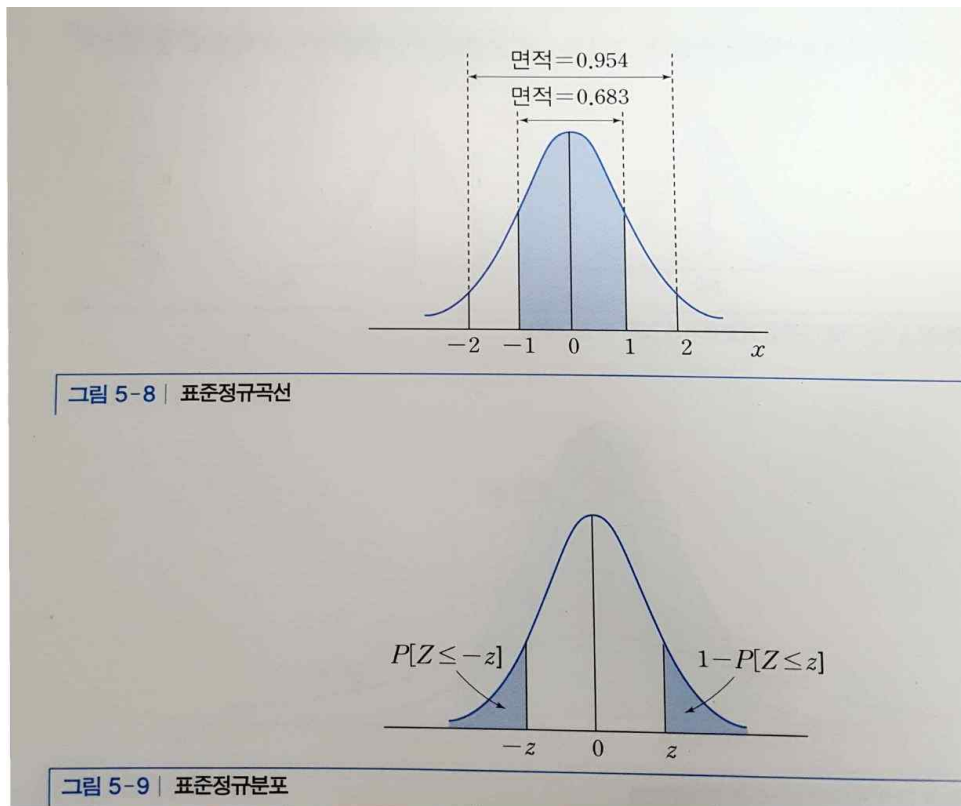 면적=0.954
면적=0.683
-2 -1 0 1 2 x
그림 5-8 | 표준정규곡선
P[Z≤-z] 1-P[Z≤z]
-z 0 z
그림 5-9 | 표준정규분포